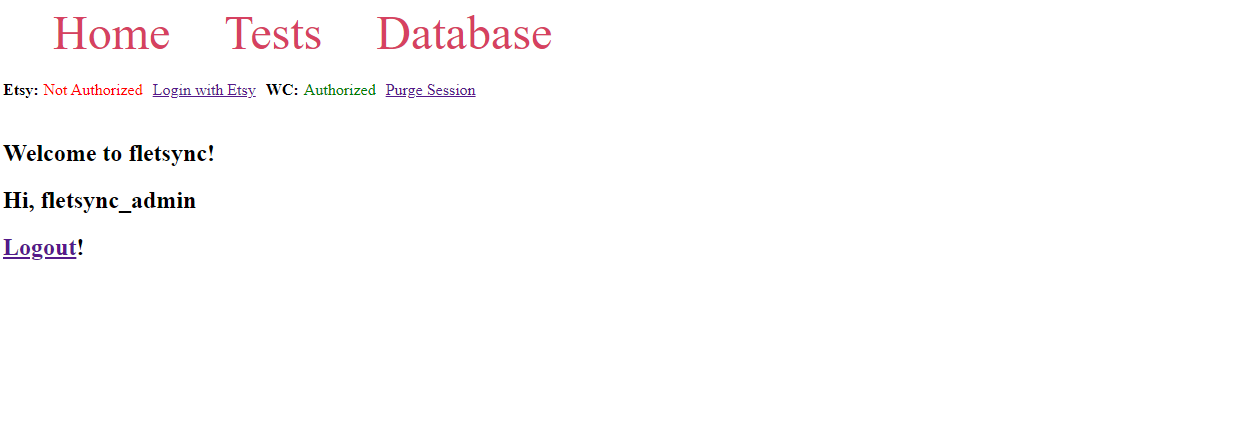 Home Tests Database
Etsy: Not Authorized Login with Etsy WC: Authorized Purge Session
Welcome to fletsync!
Hi, fletsync_admin
Logout!